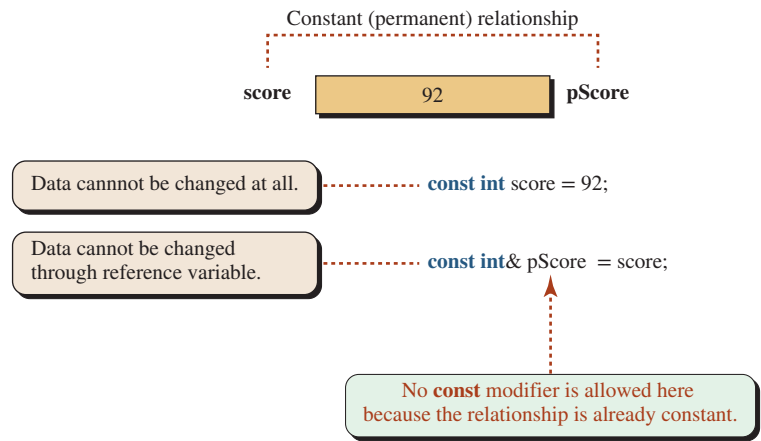 Constant (permanent) relationship
score 92 pScore
Data cannnot be changed at all. const int score = 92;
Data cannot be changed
through reference variable.
const int& pScore = score;
No const modifier is allowed here
because the relationship is already constant.